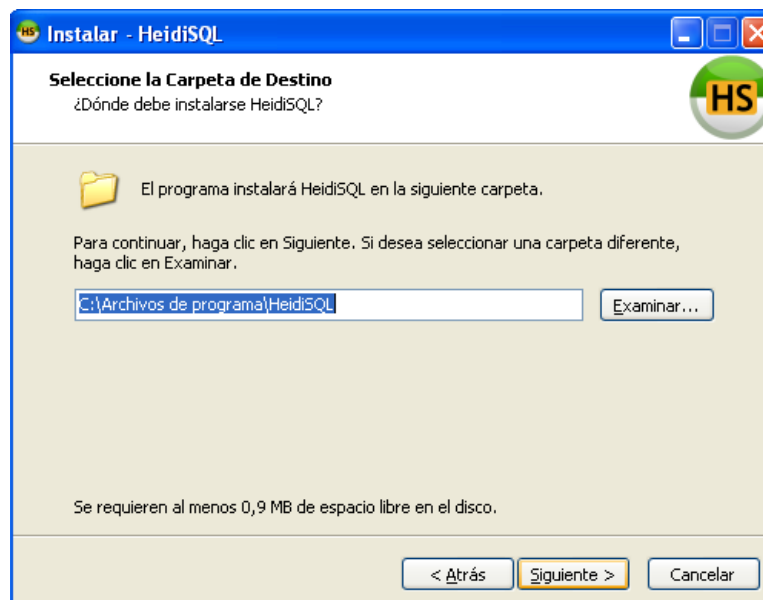 HS Instalar - HeidiSQL
Seleccione la Carpeta de Destino
¿Dónde debe instalarse HeidiSQL?
HS
El programa instalará HeidiSQL en la siguiente carpeta.
Para continuar, haga clic en Siguiente. Si desea seleccionar una carpeta diferente,
haga clic en Examinar.
C:\Archivos de programa\HeidiSQL
Examinar...
Se requieren al menos 0,9 MB de espacio libre en el disco.
< Atrás
Siguiente >
Cancelar